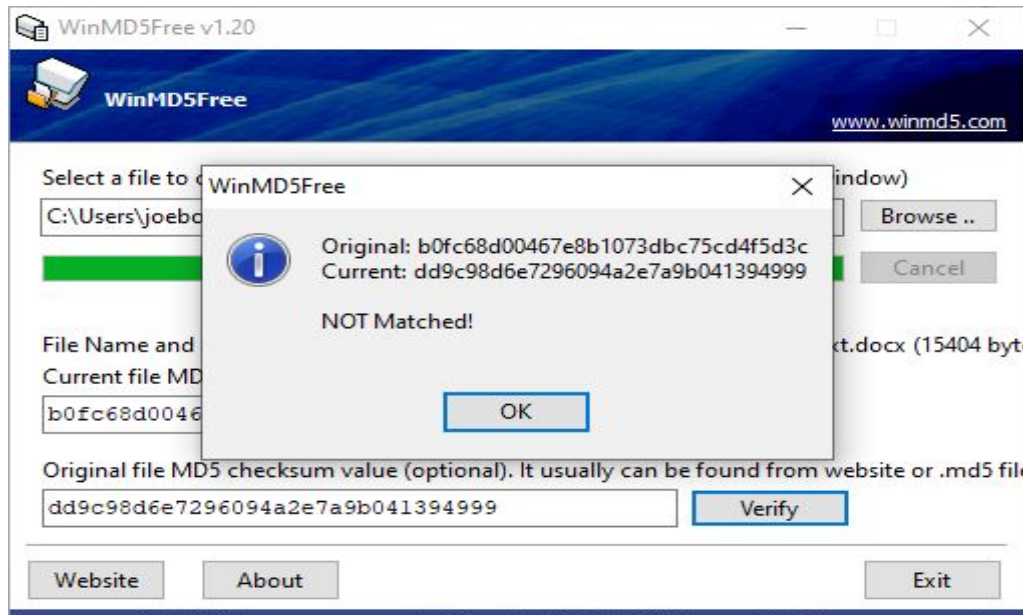 WinMD5Free v1.20
WinMD5Free
www.winmd5.com
Select a file to
indow)
C:\Users\joebo
Browse ..
Cancel
WinMD5Free
Original: b0fc68d00467e8b1073dbc75cd4f5d3c
Current: dd9c98d6e7296094a2e7a9b041394999
NOT Matched!
OK
File Name and
xt.docx (15404 byt
Current file MD
b0fc68d0046
Original file MD5 checksum value (optional). It usually can be found from website or .md5 file
dd9c98d6e7296094a2e7a9b041394999
Verify
Website
About
Exit